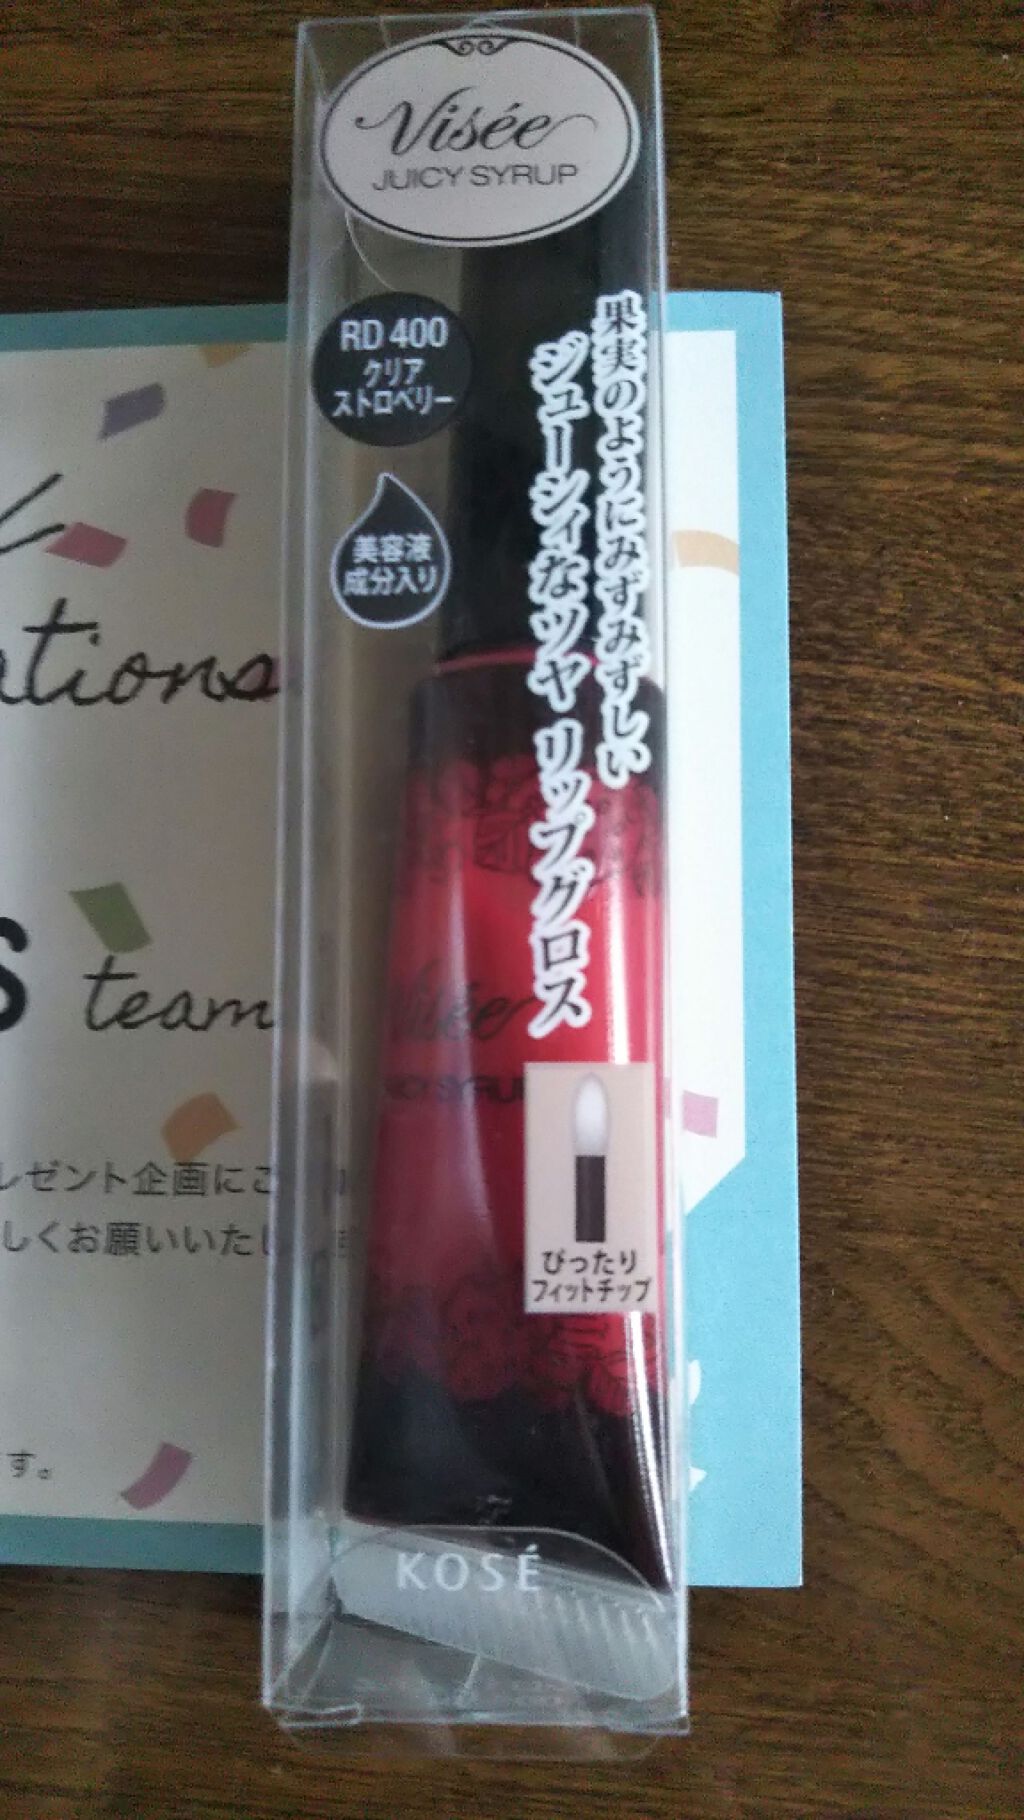 Visée
JUICY SYRUP
RD 400
クリア
ストロベリー
美容液
成分入り
果実のようにみずみずしい
ジューシィなツヤ リップグロス
Visée
ぴったり
フィットチップ
KOSÉ
ations
S team
レゼント企画にご
しくお願いいたし
す。